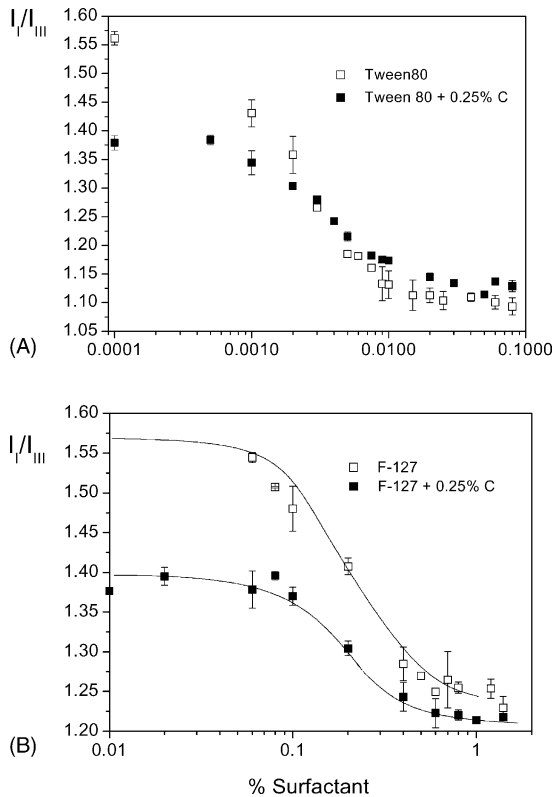 I_I/I_III
1.60
1.55
1.50
1.45
1.40
1.35
1.30
1.25
1.20
1.15
1.10
1.05
Tween80
Tween 80 + 0.25% C
(A)
0.0001 0.0010 0.0100 0.1000
I_I/I_III
1.60
1.55
1.50
1.45
1.40
1.35
1.30
1.25
1.20
F-127
F-127 + 0.25% C
(B)
0.01 0.1 1
% Surfactant